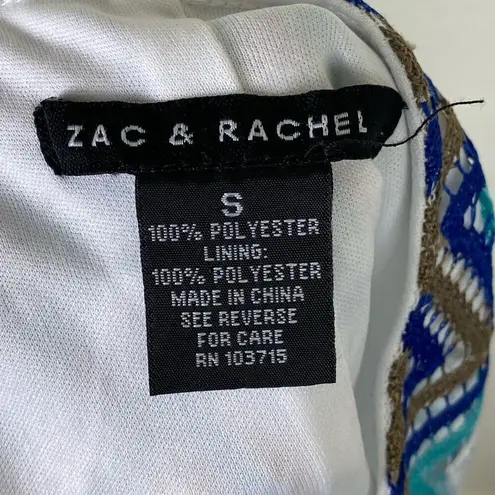 ZAC & RACHEL
S
100% POLYESTER
LINING:
100% POLYESTER
MADE IN CHINA
SEE REVERSE
FOR CARE
RN 103715